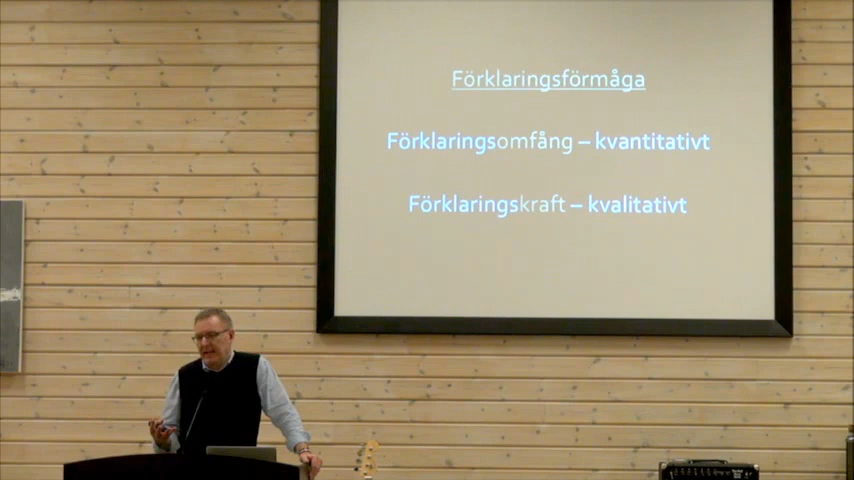 Förklaringsförmåga
Förklaringsomfång – kvantitativt
Förklaringskraft – kvalitativt